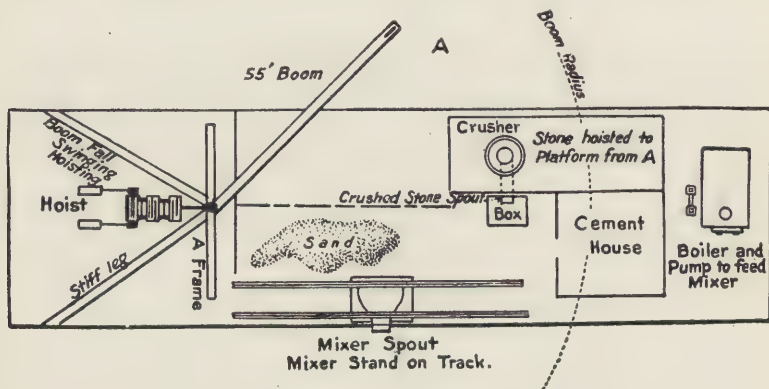 A
55' Boom
Boom Radius
Boom Fall
Swinging
Hoisting
Crusher
Stone hoisted to
Platform from A
Hoist
Crushed Stone Spout
Box
Sand
Cement
House
A Frame
Stiff leg
Boiler and
Pump to feed
Mixer
Mixer Spout
Mixer Stand on Track.